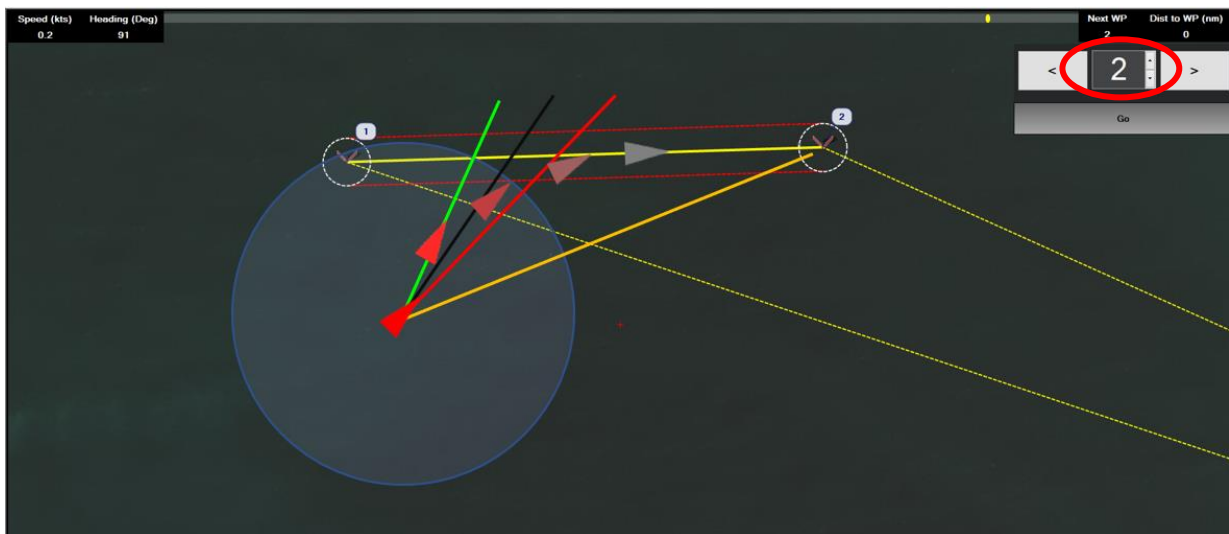 Speed (kts) Heading (Deg) Next WP Dist to WP (nm)
0.2 91 2 0
< 2 >
Go
1 2